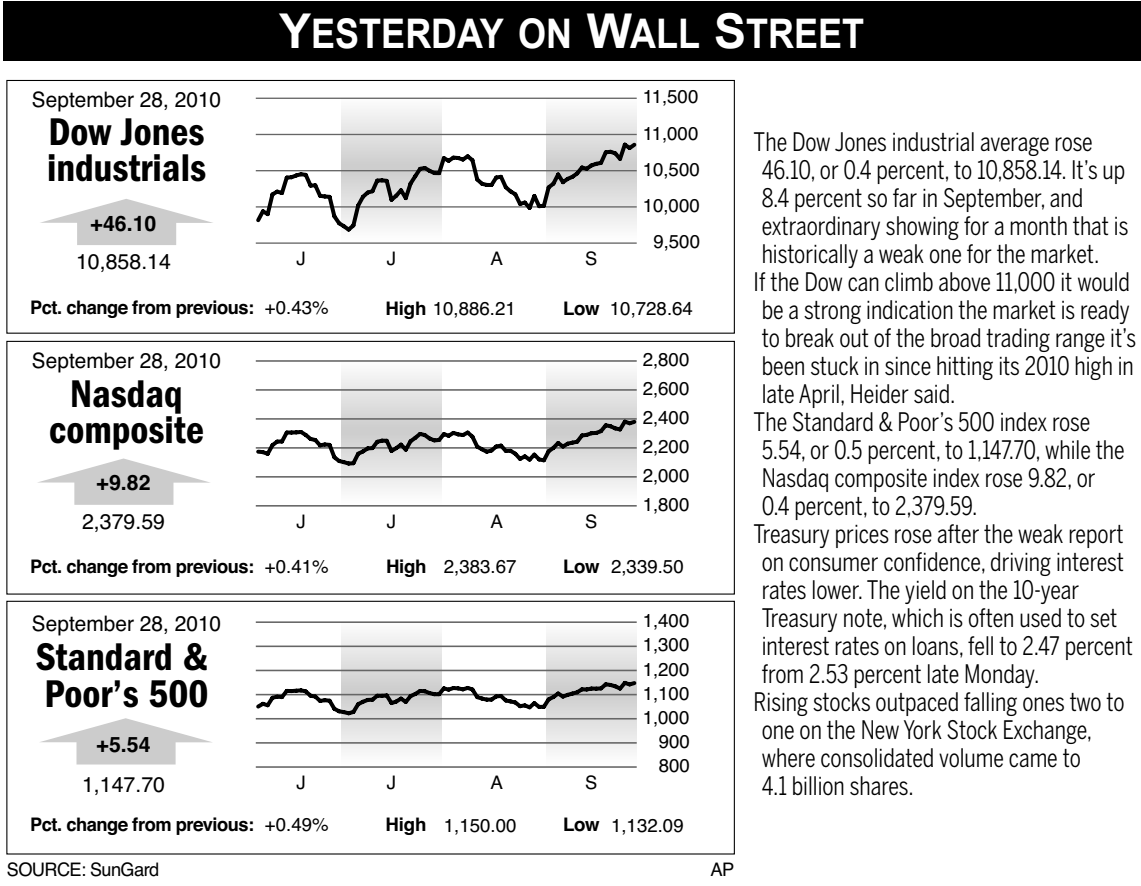 YESTERDAY ON WALL STREET
September 28, 2010
Dow Jones
industrials
+46.10
10,858.14
11,500
11,000
10,500
10,000
9,500
J J A S
Pct. change from previous: +0.43% High 10,886.21 Low 10,728.64
September 28, 2010
Nasdaq
composite
+9.82
2,379.59
2,800
2,600
2,400
2,200
2,000
1,800
J J A S
Pct. change from previous: +0.41% High 2,383.67 Low 2,339.50
September 28, 2010
Standard &
Poor's 500
+5.54
1,147.70
1,400
1,300
1,200
1,100
1,000
900
800
J J A S
Pct. change from previous: +0.49% High 1,150.00 Low 1,132.09
SOURCE: SunGard AP
The Dow Jones industrial average rose
46.10, or 0.4 percent, to 10,858.14. It's up
8.4 percent so far in September, and
extraordinary showing for a month that is
historically a weak one for the market.
If the Dow can climb above 11,000 it would
be a strong indication the market is ready
to break out of the broad trading range it's
been stuck in since hitting its 2010 high in
late April, Heider said.
The Standard & Poor's 500 index rose
5.54, or 0.5 percent, to 1,147.70, while the
Nasdaq composite index rose 9.82, or
0.4 percent, to 2,379.59.
Treasury prices rose after the weak report
on consumer confidence, driving interest
rates lower. The yield on the 10-year
Treasury note, which is often used to set
interest rates on loans, fell to 2.47 percent
from 2.53 percent late Monday.
Rising stocks outpaced falling ones two to
one on the New York Stock Exchange,
where consolidated volume came to
4.1 billion shares.